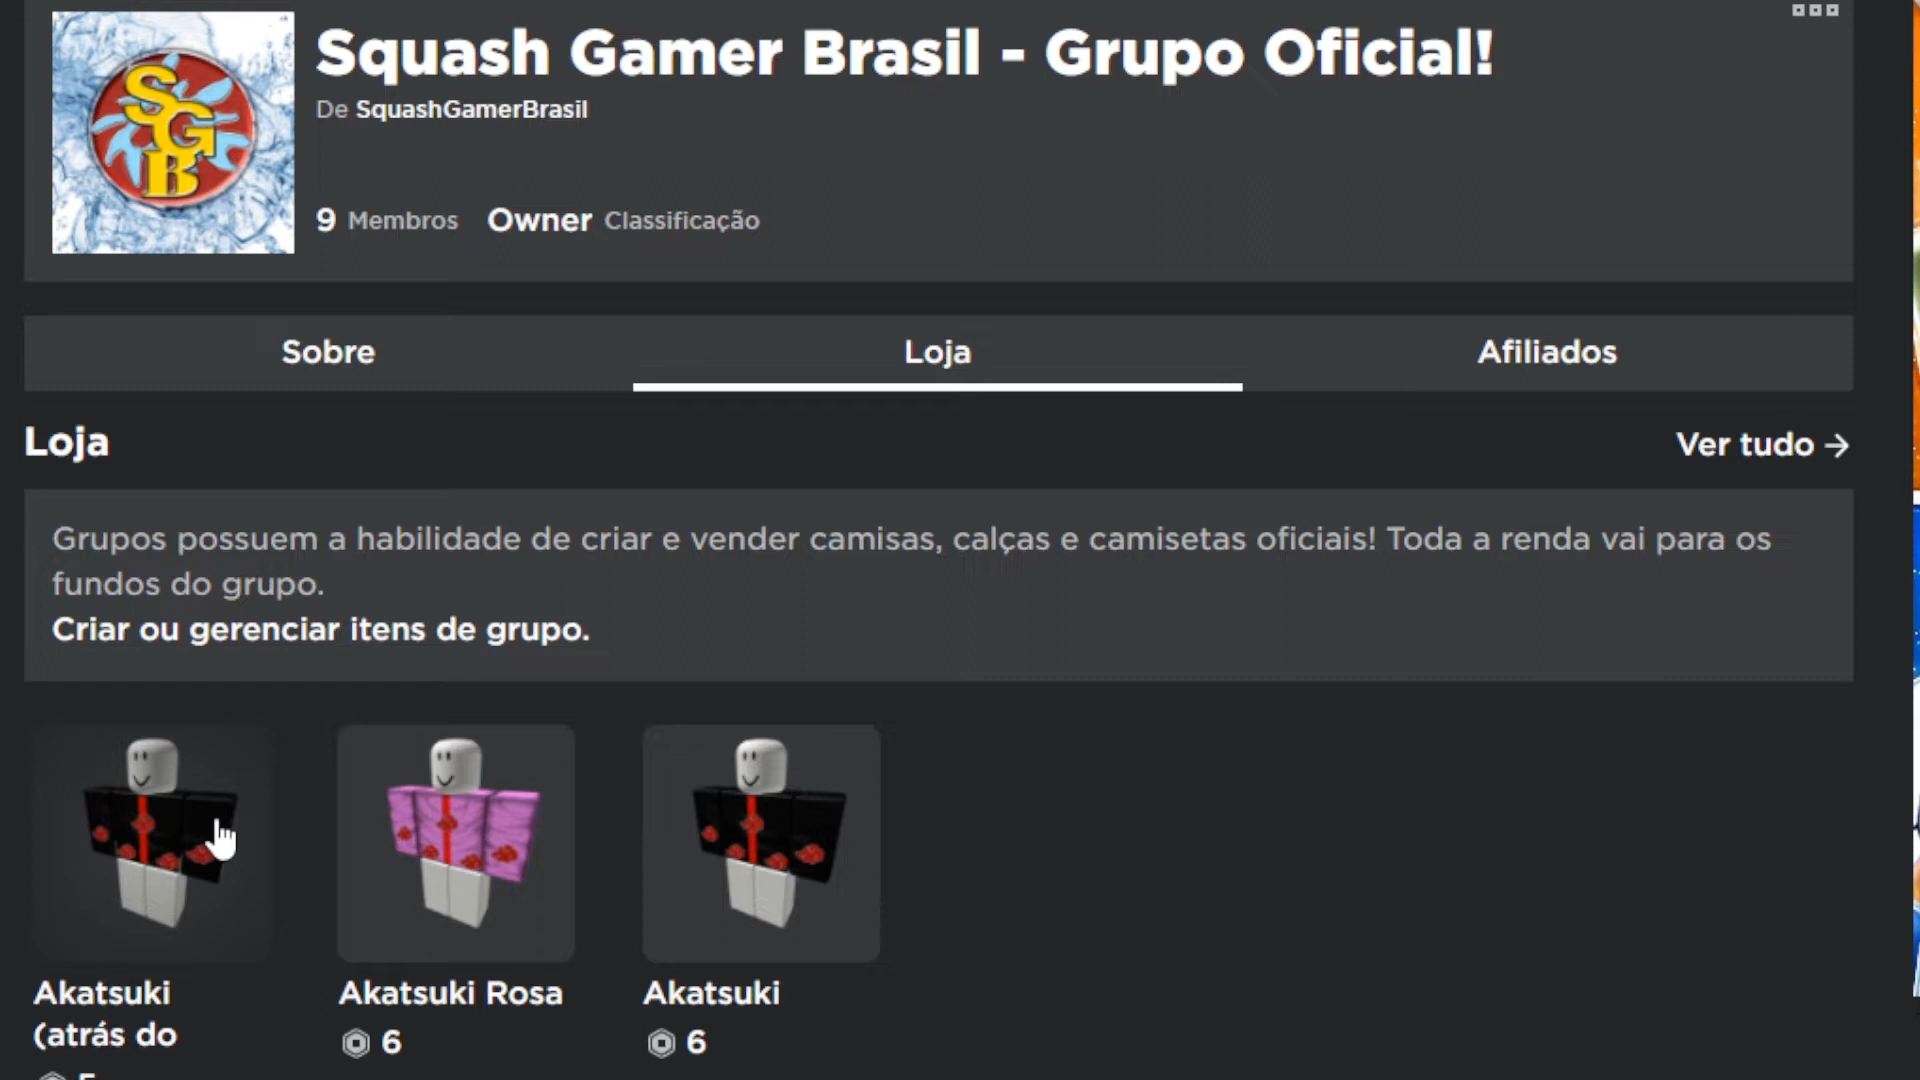 SGB
Squash Gamer Brasil - Grupo Oficial!
De SquashGamerBrasil
9 Membros Owner Classificação
Sobre Loja Afiliados
Loja Ver tudo →
Grupos possuem a habilidade de criar e vender camisas, calças e camisetas oficiais! Toda a renda vai para os
fundos do grupo.
Criar ou gerenciar itens de grupo.
Akatsuki Akatsuki Rosa Akatsuki
(atrás do
6 6